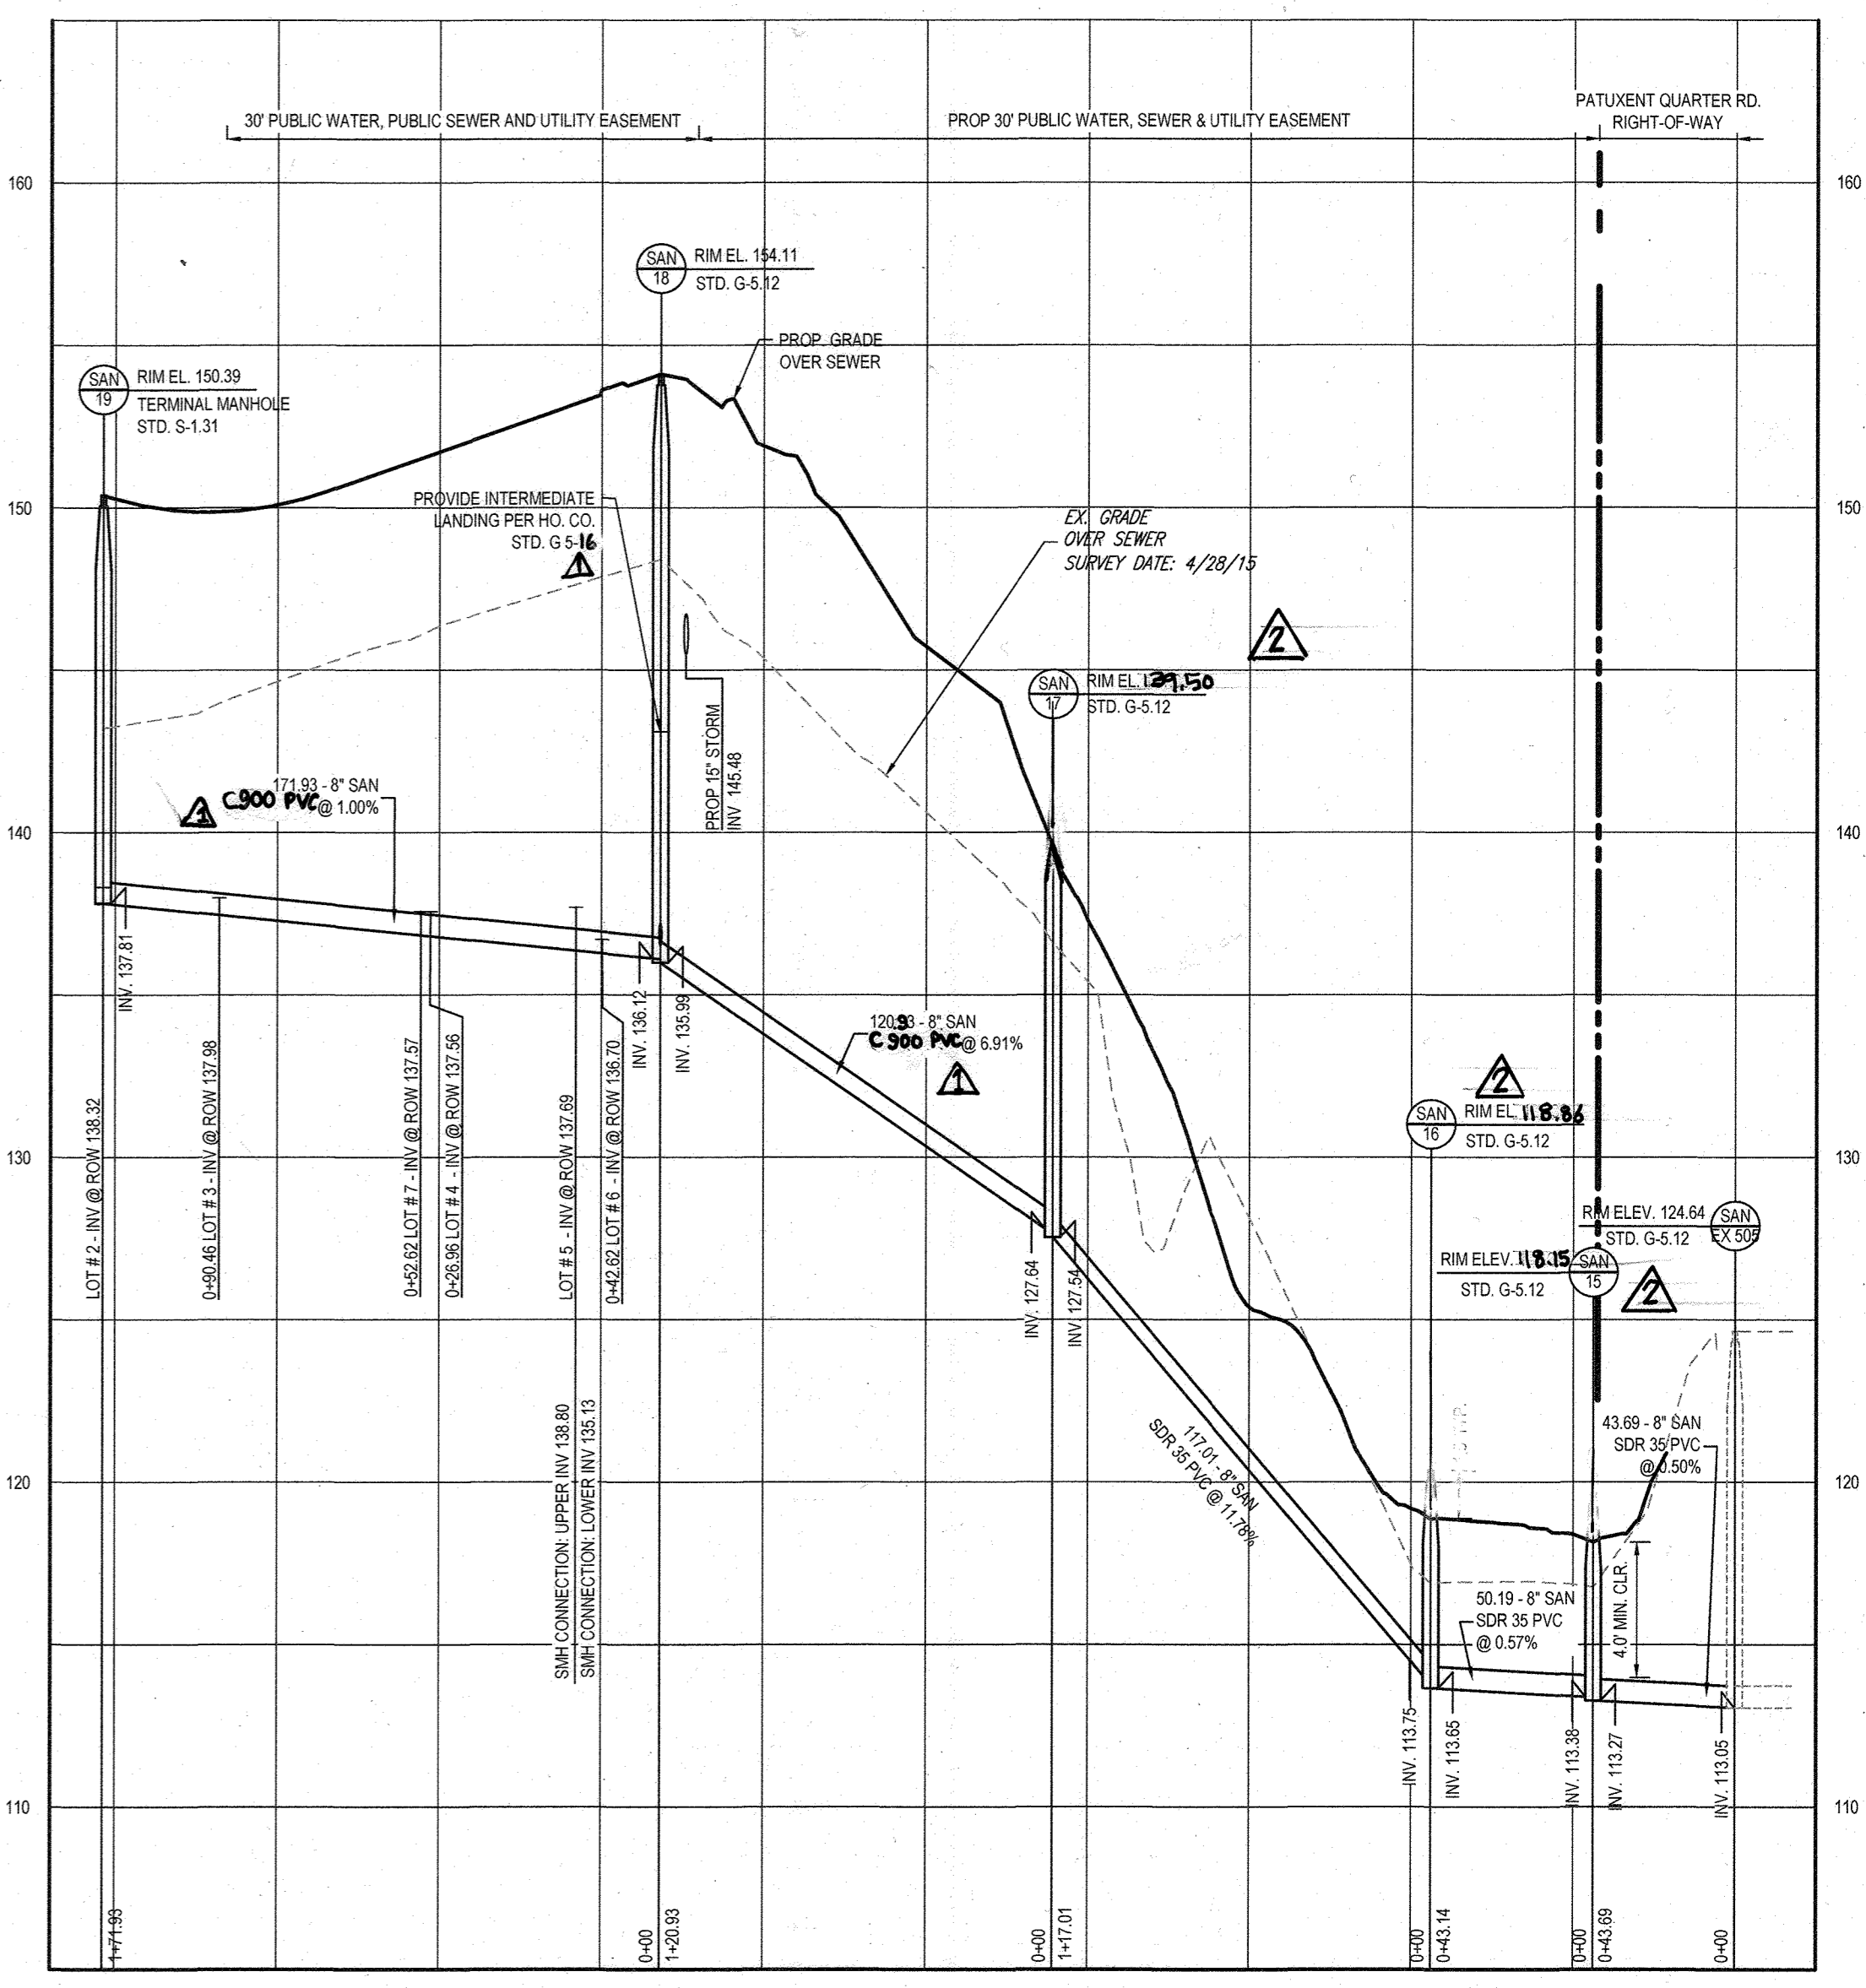 PATUXENT QUARTER RD.
RIGHT-OF-WAY
30' PUBLIC WATER, PUBLIC SEWER AND UTILITY EASEMENT
PROP 30' PUBLIC WATER, SEWER & UTILITY EASEMENT
160
160
SAN
18
RIM EL. 154.11
STD. G-5.12
PROP. GRADE
OVER SEWER
SAN
19
RIM EL. 150.39
TERMINAL MANHOLE
STD. S-1.31
PROVIDE INTERMEDIATE
LANDING PER HO. CO.
STD. G 5-16
1
150
150
EX. GRADE
OVER SEWER
SURVEY DATE: 4/28/15
2
SAN
17
RIM EL. 139.50
STD. G-5.12
PROP 15" STORM
INV 145.48
171.93 - 8" SAN
C900 PVC @ 1.00%
1
140
140
INV. 137.81
LOT # 2 - INV @ ROW 138.32
0+90.46 LOT # 3 - INV @ ROW 137.98
0+52.62 LOT # 7 - INV @ ROW 137.57
0+26.96 LOT # 4 - INV @ ROW 137.56
LOT # 5 - INV @ ROW 137.69
0+42.62 LOT # 6 - INV @ ROW 136.70
INV. 136.12
INV. 135.99
120.93 - 8" SAN
C900 PVC @ 6.91%
1
2
SAN
16
RIM EL. 118.86
STD. G-5.12
130
130
RIM ELEV. 124.64
STD. G-5.12
SAN
EX 505
RIM ELEV. 118.15
STD. G-5.12
SAN
15
2
INV. 127.64
INV. 127.54
SMH CONNECTION: UPPER INV 138.80
SMH CONNECTION: LOWER INV 135.13
117.01 - 8" SAN
SDR 35 PVC @ 11.78%
43.69 - 8" SAN
SDR 35 PVC
@ 0.50%
120
120
4.0' MIN. CLR.
50.19 - 8" SAN
SDR 35 PVC
@ 0.57%
INV. 113.75
INV. 113.65
INV. 113.38
INV. 113.27
INV. 113.05
110
110
1+71.93
0+00
1+20.93
0+00
1+17.01
0+00
0+43.14
0+00
0+43.69
0+00